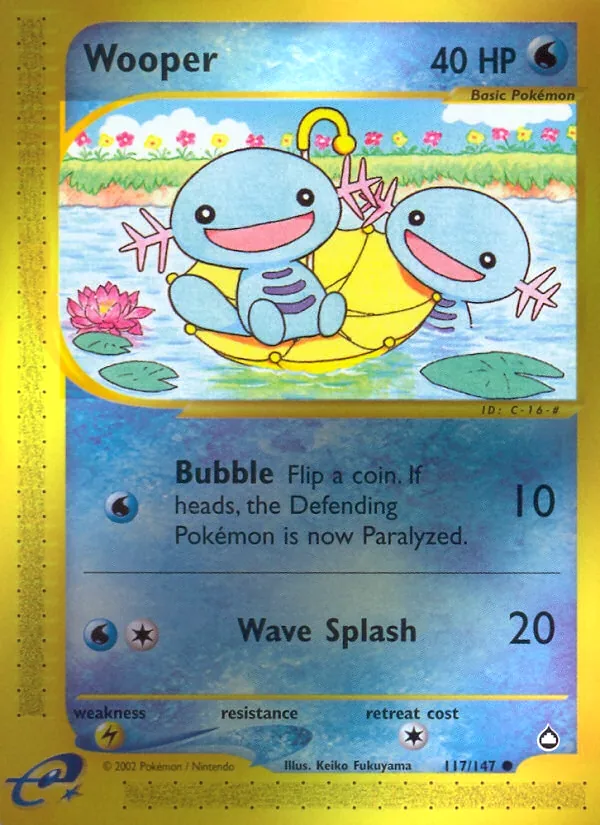 Wooper
40 HP
Basic Pokémon
ID: C-16-#
Bubble Flip a coin. If
heads, the Defending
Pokémon is now Paralyzed.
10
Wave Splash 20
weakness resistance retreat cost
© 2002 Pokémon / Nintendo Illus. Keiko Fukuyama 117/147
e